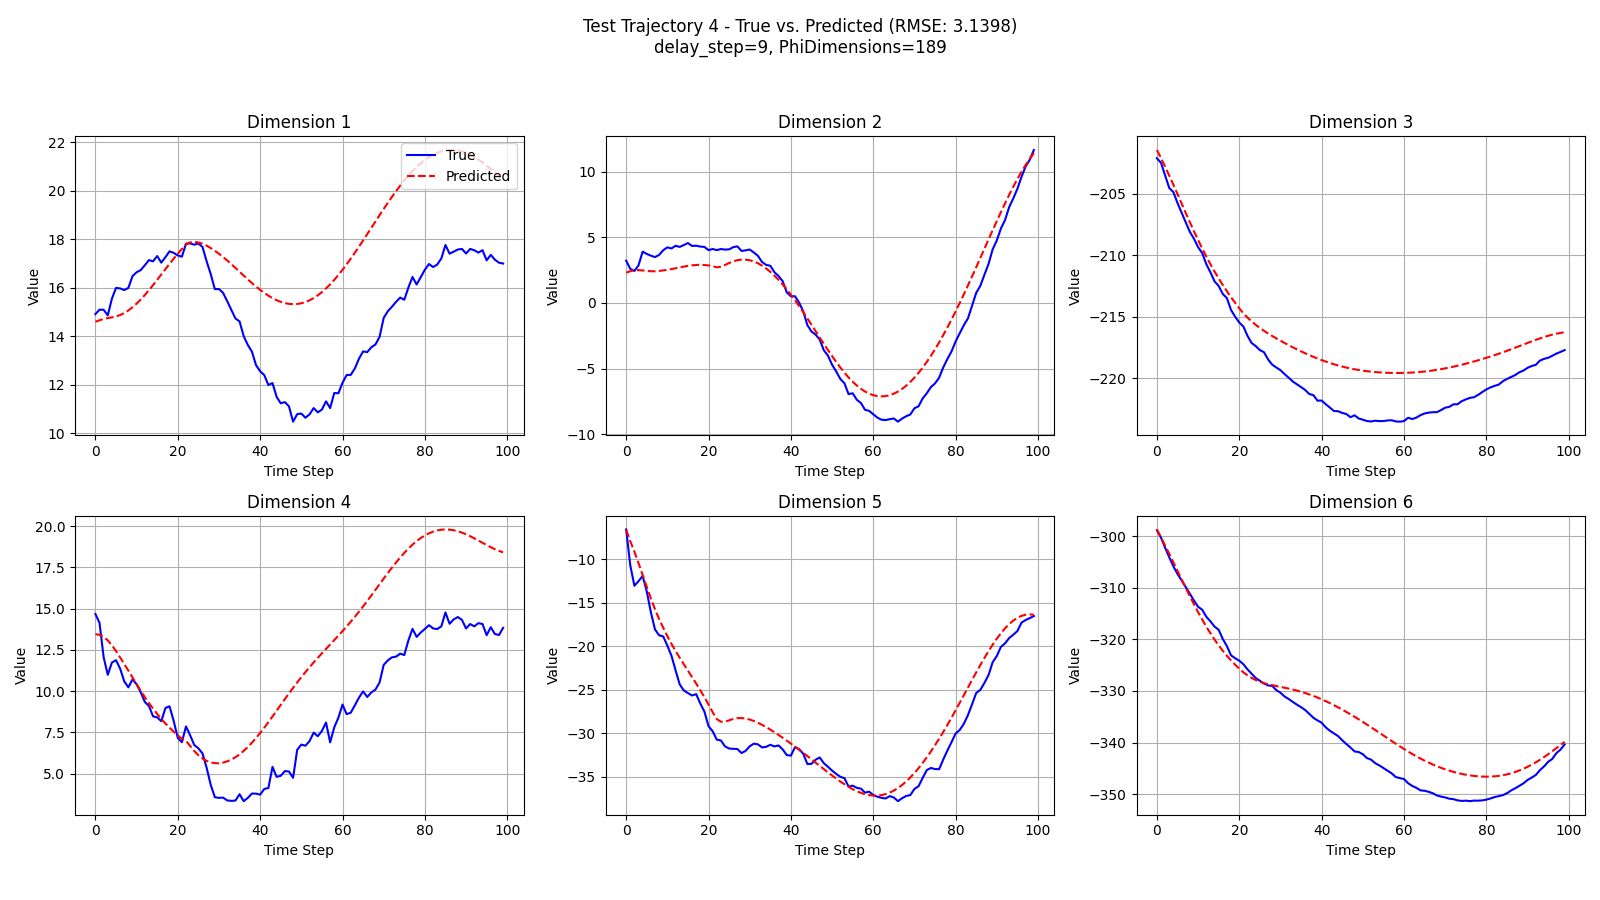 Test Trajectory 4 - True vs. Predicted (RMSE: 3.1398)
delay_step=9, PhiDimensions=189
Dimension 1
22
20
18
16
14
12
10
Value
0 20 40 60 80 100
Time Step
True
Predicted
Dimension 2
10
5
0
−5
−10
Value
0 20 40 60 80 100
Time Step
Dimension 3
−205
−210
−215
−220
Value
0 20 40 60 80 100
Time Step
Dimension 4
20.0
17.5
15.0
12.5
10.0
7.5
5.0
Value
0 20 40 60 80 100
Time Step
Dimension 5
−10
−15
−20
−25
−30
−35
Value
0 20 40 60 80 100
Time Step
Dimension 6
−300
−310
−320
−330
−340
−350
Value
0 20 40 60 80 100
Time Step